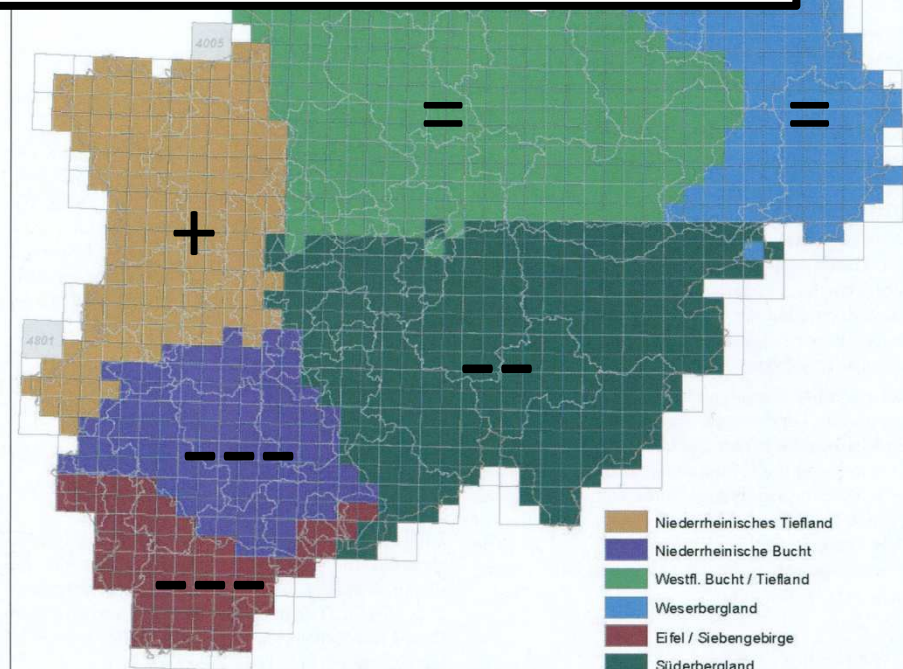 4005
=
=
+
4801
– –
– – –
– – –
Niederrheinisches Tiefland
Niederrheinische Bucht
Westfl. Bucht / Tiefland
Weserbergland
Eifel / Siebengebirge
Süderbergland